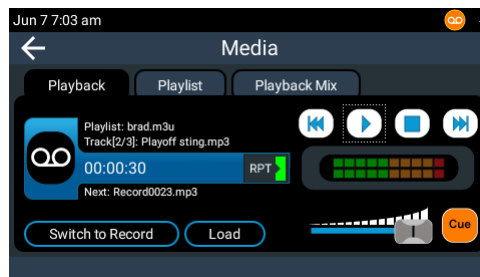 Jun 7 7:03 am
Media
Playback
Playlist
Playback Mix
Playlist: brad.m3u
Track[2/3]: Playoff sting.mp3
00:00:30
RPT
Next: Record0023.mp3
Switch to Record
Load
Cue